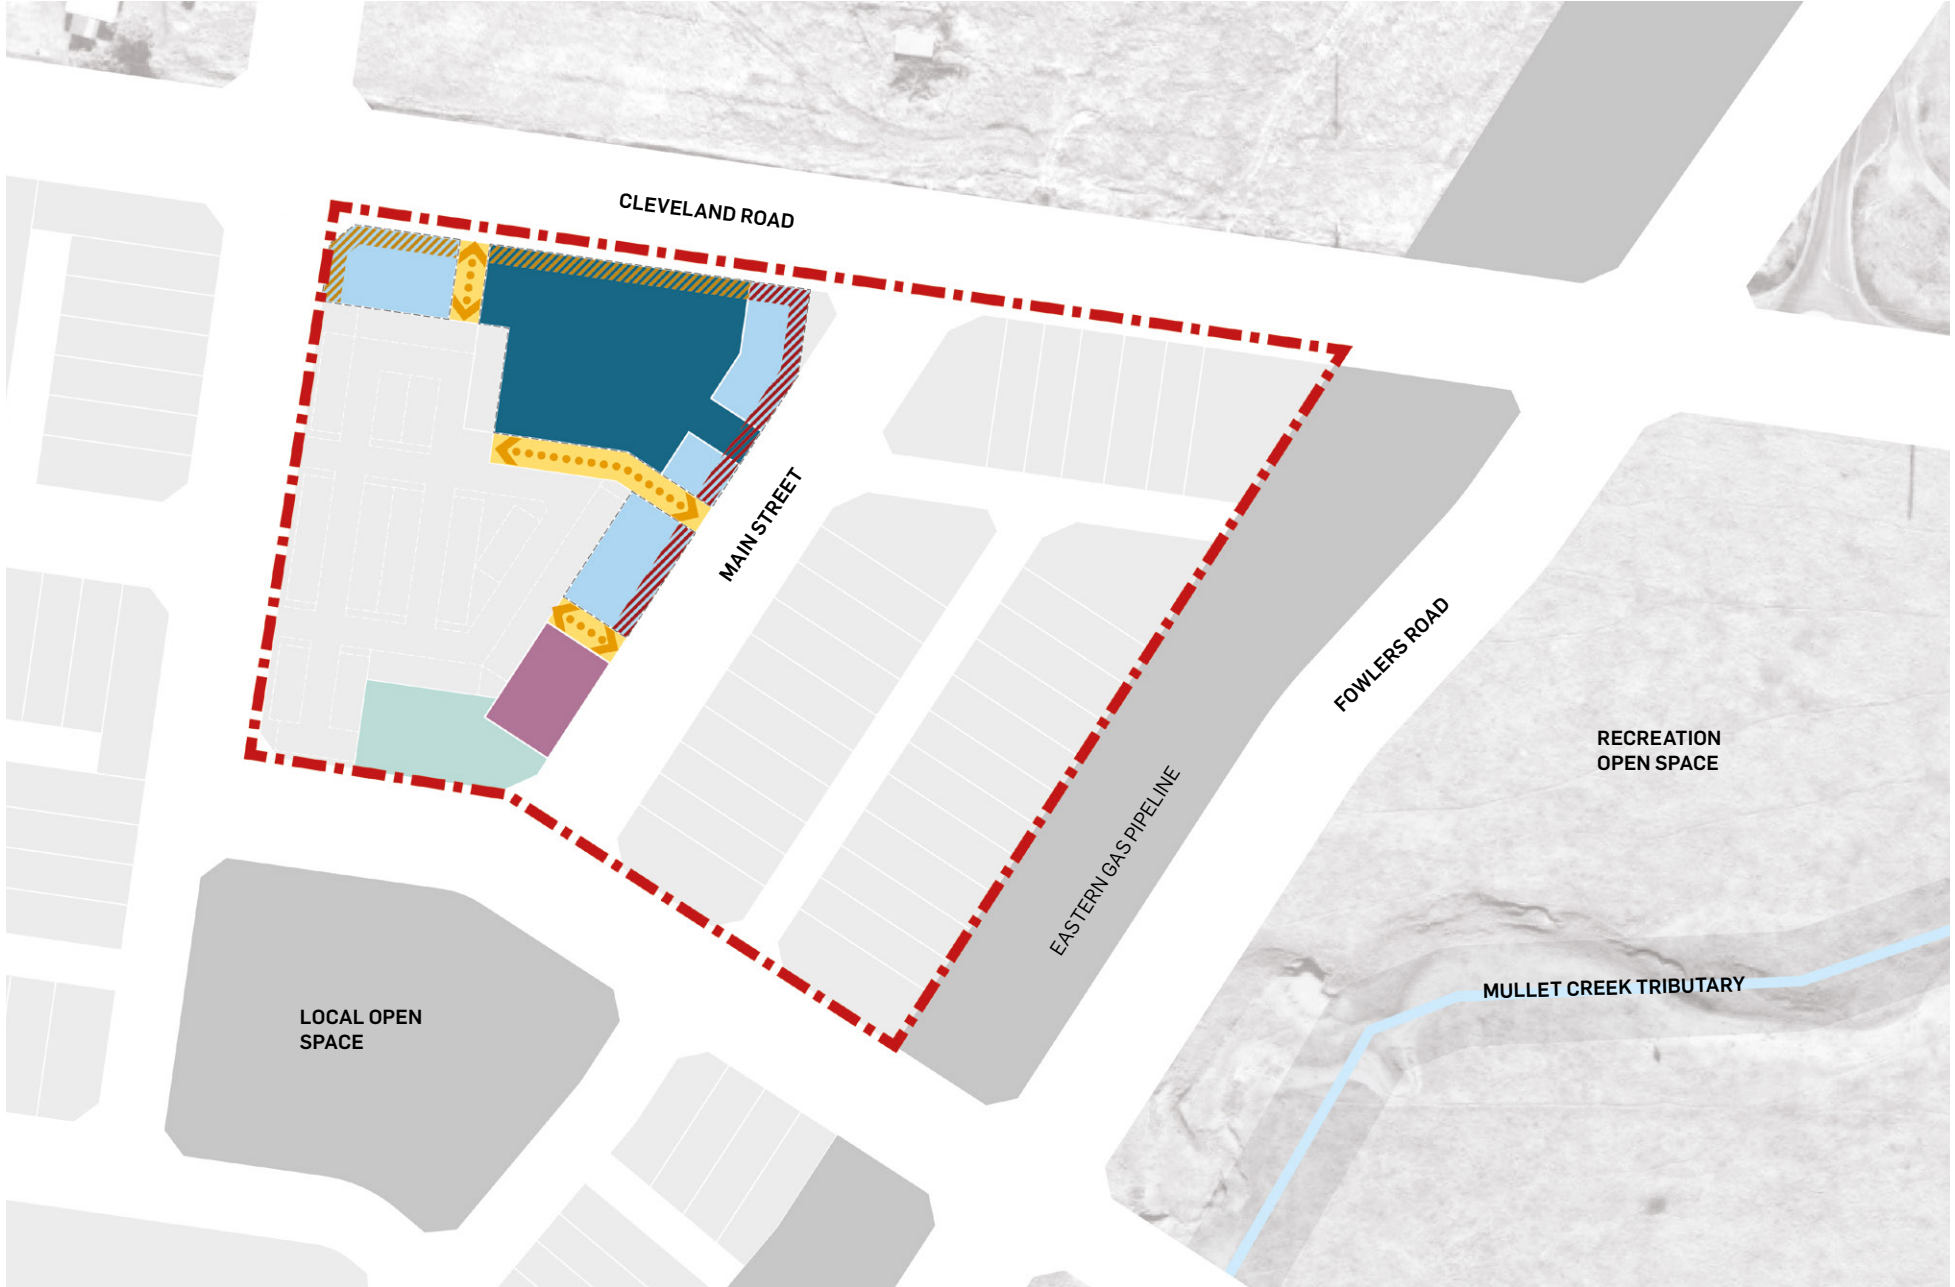 CLEVELAND ROAD
MAIN STREET
FOWLERS ROAD
RECREATION
OPEN SPACE
EASTERN GAS PIPELINE
MULLET CREEK TRIBUTARY
LOCAL OPEN
SPACE